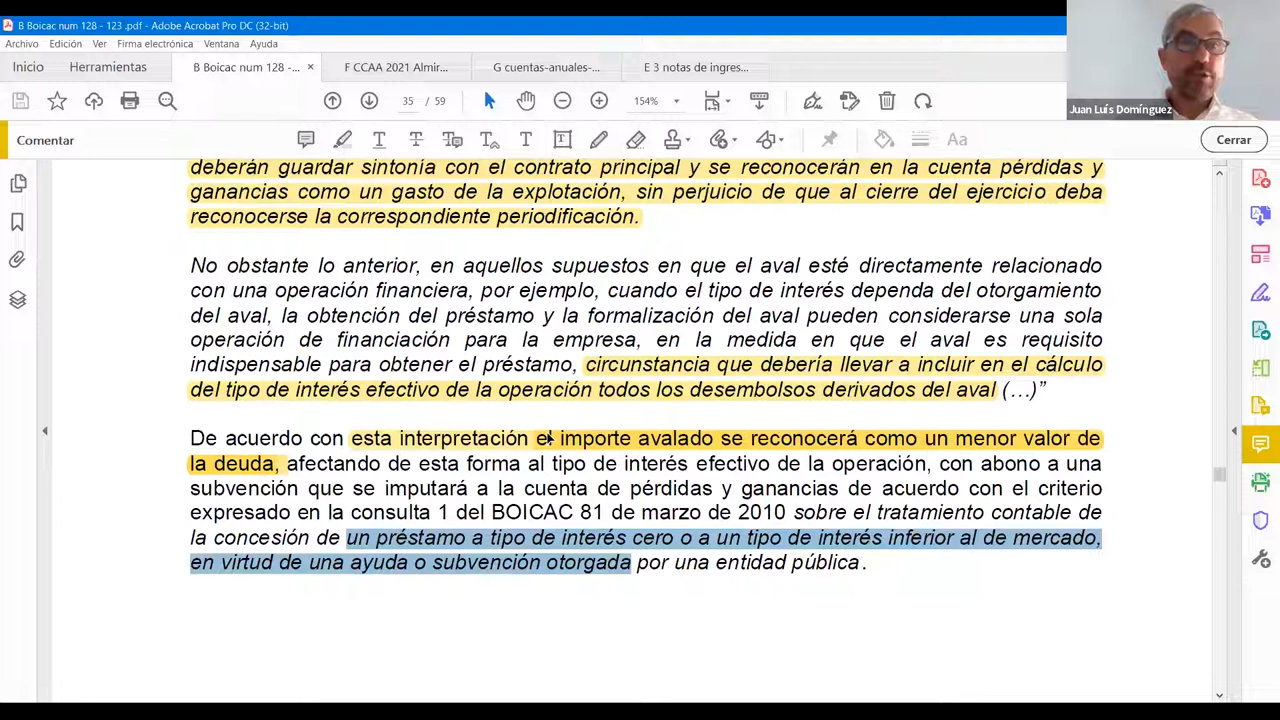 B Boicac num 128 - 123 .pdf - Adobe Acrobat Pro DC (32-bit)
Archivo Edición Ver Firma electrónica Ventana Ayuda
Inicio Herramientas B Boicac num 128 -... × F CCAA 2021 Almir... G cuentas-anuales-... E 3 notas de ingres...
35 / 59 154%
Juan Luís Domínguez
Comentar Aa Cerrar
deberán guardar sintonía con el contrato principal y se reconocerán en la cuenta pérdidas y
ganancias como un gasto de la explotación, sin perjuicio de que al cierre del ejercicio deba
reconocerse la correspondiente periodificación.
No obstante lo anterior, en aquellos supuestos en que el aval esté directamente relacionado
con una operación financiera, por ejemplo, cuando el tipo de interés dependa del otorgamiento
del aval, la obtención del préstamo y la formalización del aval pueden considerarse una sola
operación de financiación para la empresa, en la medida en que el aval es requisito
indispensable para obtener el préstamo, circunstancia que debería llevar a incluir en el cálculo
del tipo de interés efectivo de la operación todos los desembolsos derivados del aval (…)”
De acuerdo con esta interpretación el importe avalado se reconocerá como un menor valor de
la deuda, afectando de esta forma al tipo de interés efectivo de la operación, con abono a una
subvención que se imputará a la cuenta de pérdidas y ganancias de acuerdo con el criterio
expresado en la consulta 1 del BOICAC 81 de marzo de 2010 sobre el tratamiento contable de
la concesión de un préstamo a tipo de interés cero o a un tipo de interés inferior al de mercado,
en virtud de una ayuda o subvención otorgada por una entidad pública.